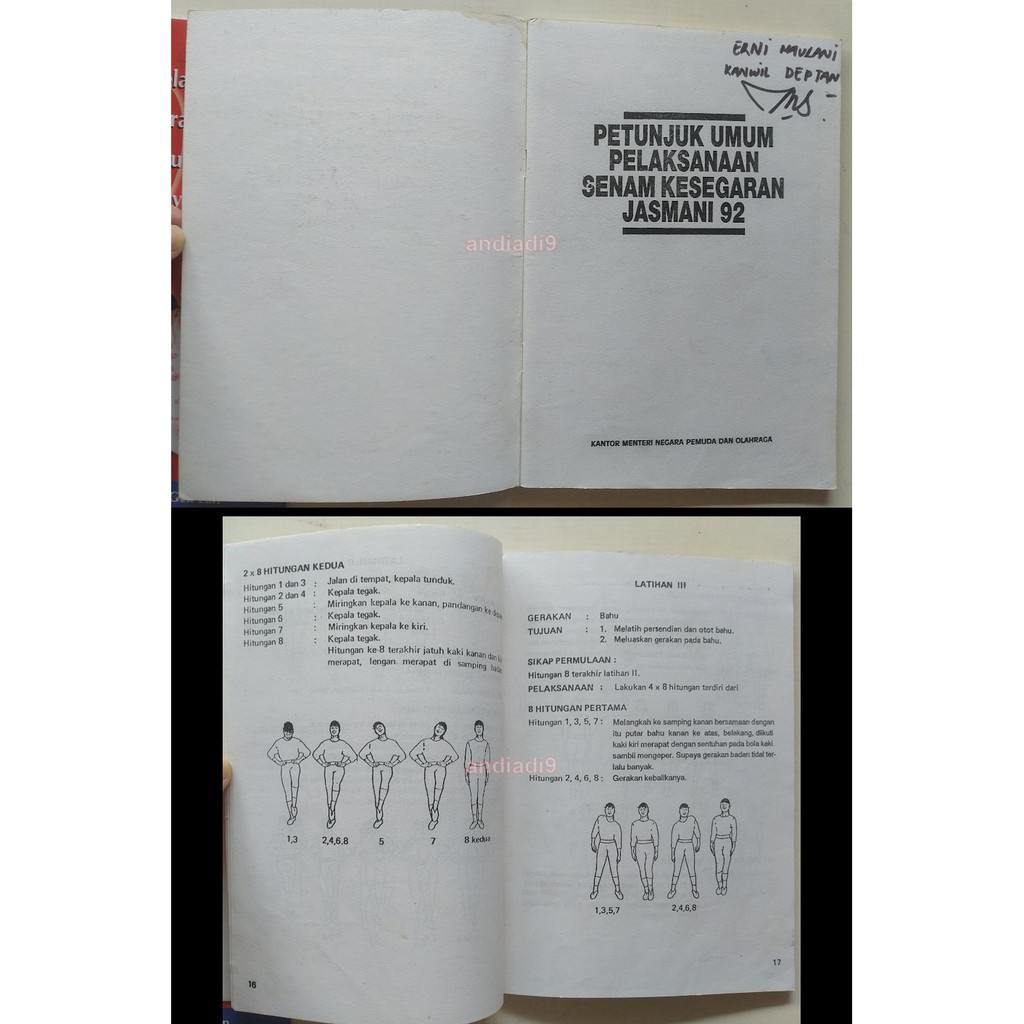 ERNI MAULANI
KANWIL DEPTAN
PETUNJUK UMUM
PELAKSANAAN
SENAM KESEGARAN
JASMANI 92
andiadi9
KANTOR MENTERI NEGARA PEMUDA DAN OLAHRAGA
2 x 8 HITUNGAN KEDUA
Hitungan 1 dan 3 : Jalan di tempat, kepala tunduk.
Hitungan 2 dan 4 : Kepala tegak.
Hitungan 5 : Miringkan kepala ke kanan, pandangan ke
Hitungan 6 : Kepala tegak.
Hitungan 7 : Miringkan kepala ke kiri.
Hitungan 8 : Kepala tegak.
Hitungan ke-8 terakhir jatuh kaki kanan dan
merapat, lengan merapat di samping
1,3
2,4,6,8
5
7
8 kedua
16
LATIHAN III
GERAKAN : Bahu
TUJUAN : 1. Melatih persendian dan otot bahu.
2. Meluaskan gerakan pada bahu.
SIKAP PERMULAAN :
Hitungan 8 terakhir latihan II.
PELAKSANAAN : Lakukan 4 x 8 hitungan terdiri dari
8 HITUNGAN PERTAMA
Hitungan 1, 3, 5, 7 : Melangkah ke samping kanan bersamaan dengan
itu putar bahu kanan ke atas, belakang, diikuti
kaki kiri merapat dengan sentuhan pada bola kaki
sambil mengeper. Supaya gerakan badan tidal ter-
lalu banyak.
Hitungan 2, 4, 6, 8 : Gerakan kebalikanya.
andiadi9
1,3,5,7
2,4,6,8
17